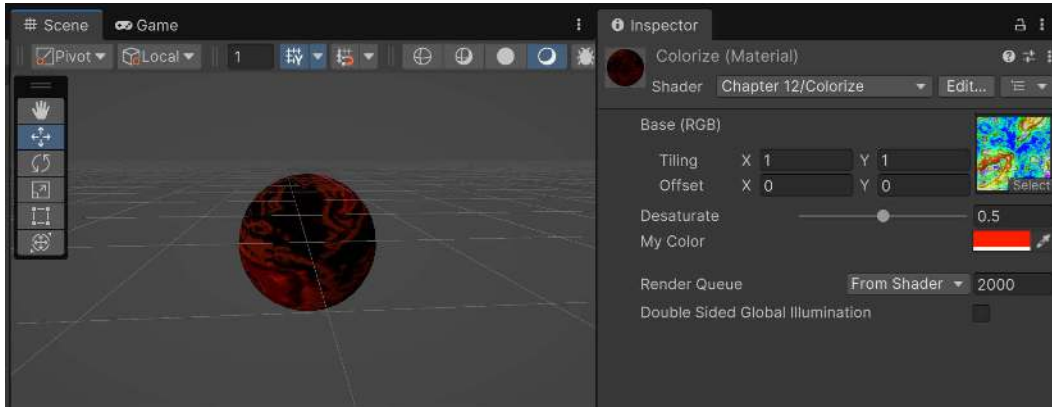 Scene Game
Pivot Local 1
Inspector
Colorize (Material)
Shader Chapter 12/Colorize Edit...
Base (RGB)
Tiling X 1 Y 1
Offset X 0 Y 0
Select
Desaturate 0.5
My Color
Render Queue From Shader 2000
Double Sided Global Illumination